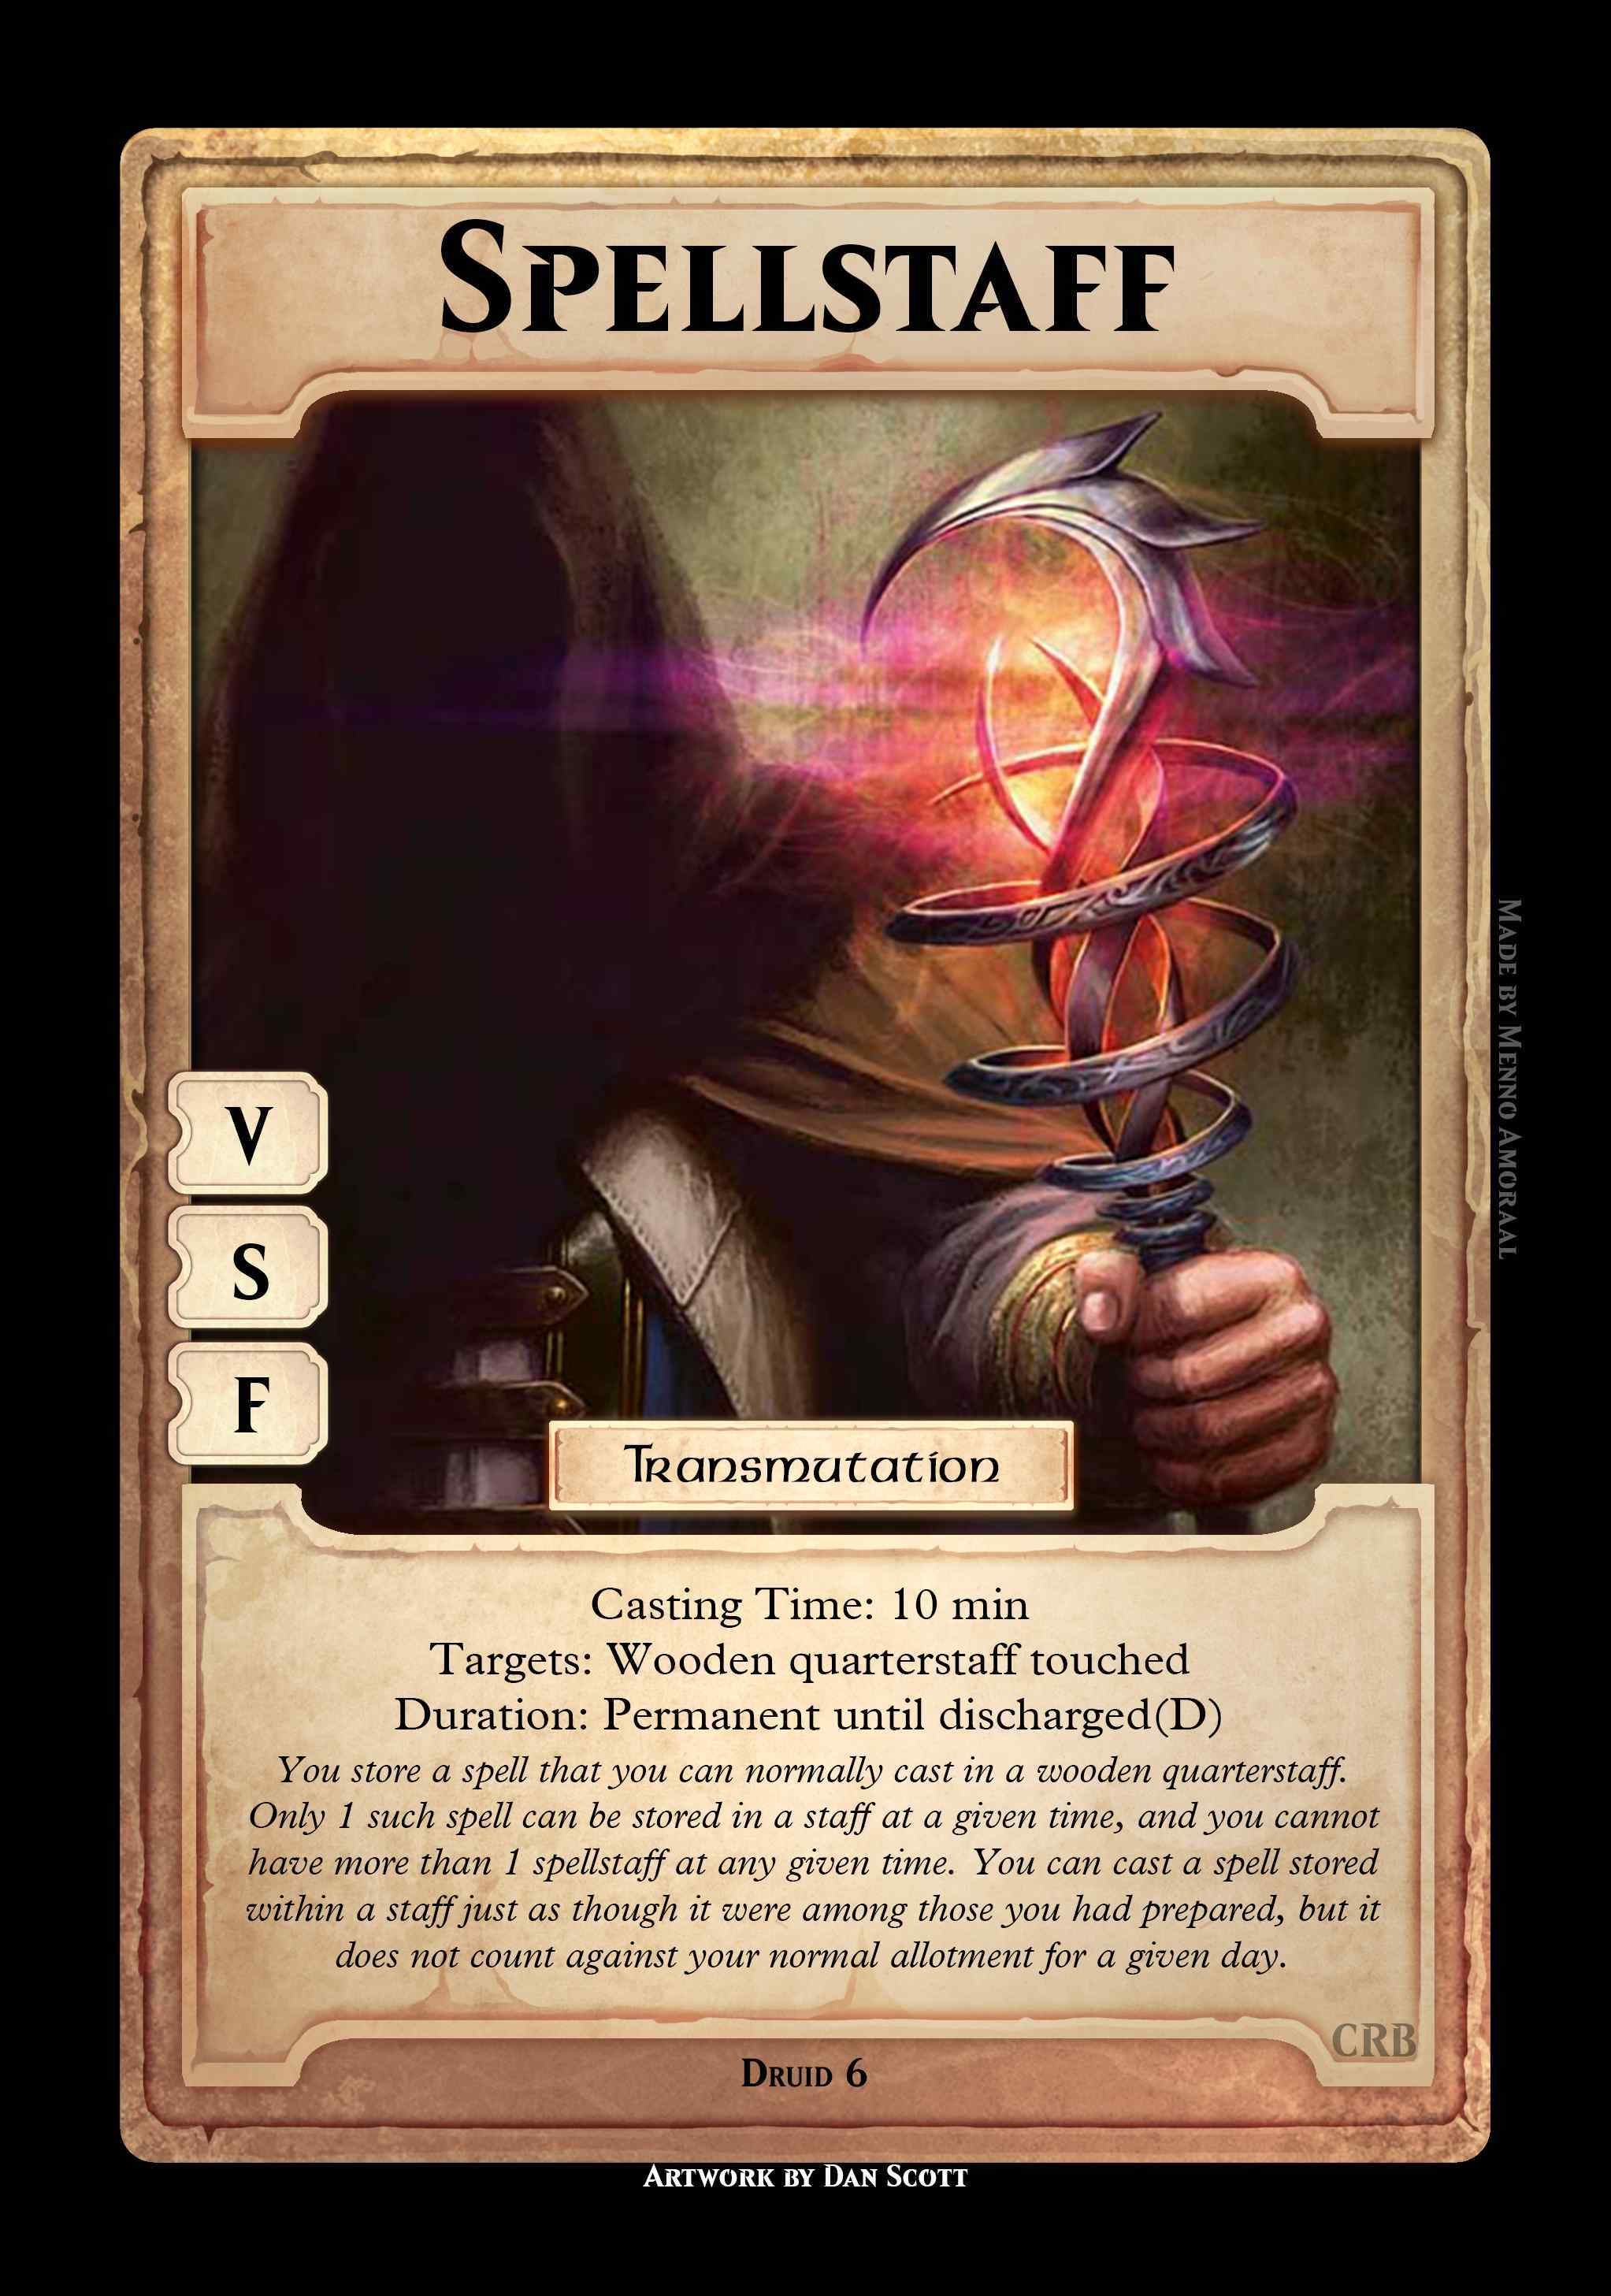 Spellstaff
V
S
F
Transmutation
Casting Time: 10 min
Targets: Wooden quarterstaff touched
Duration: Permanent until discharged(D)
You store a spell that you can normally cast in a wooden quarterstaff.
Only 1 such spell can be stored in a staff at a given time, and you cannot
have more than 1 spellstaff at any given time. You can cast a spell stored
within a staff just as though it were among those you had prepared, but it
does not count against your normal allotment for a given day.
CRB
Druid 6
Artwork by Dan Scott
Made by Menno Amoraal